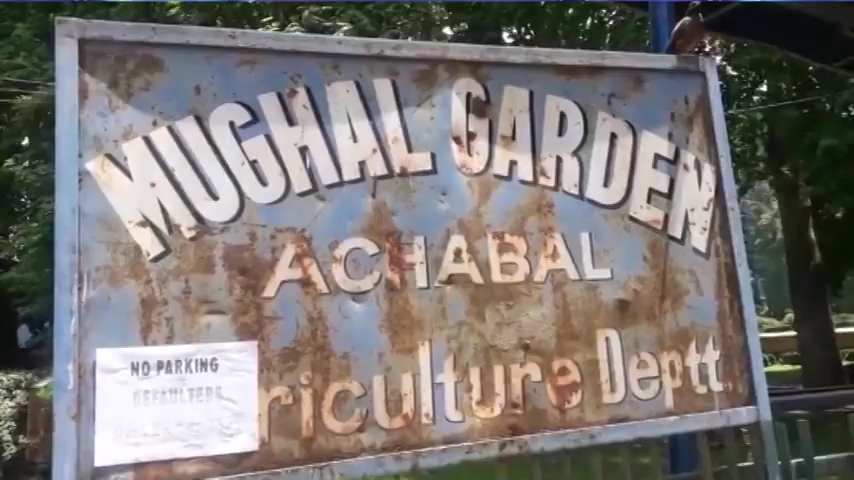 MUGHAL GARDEN
ACHABAL
riculture Deptt
NO PARKING
DEFAULTERS